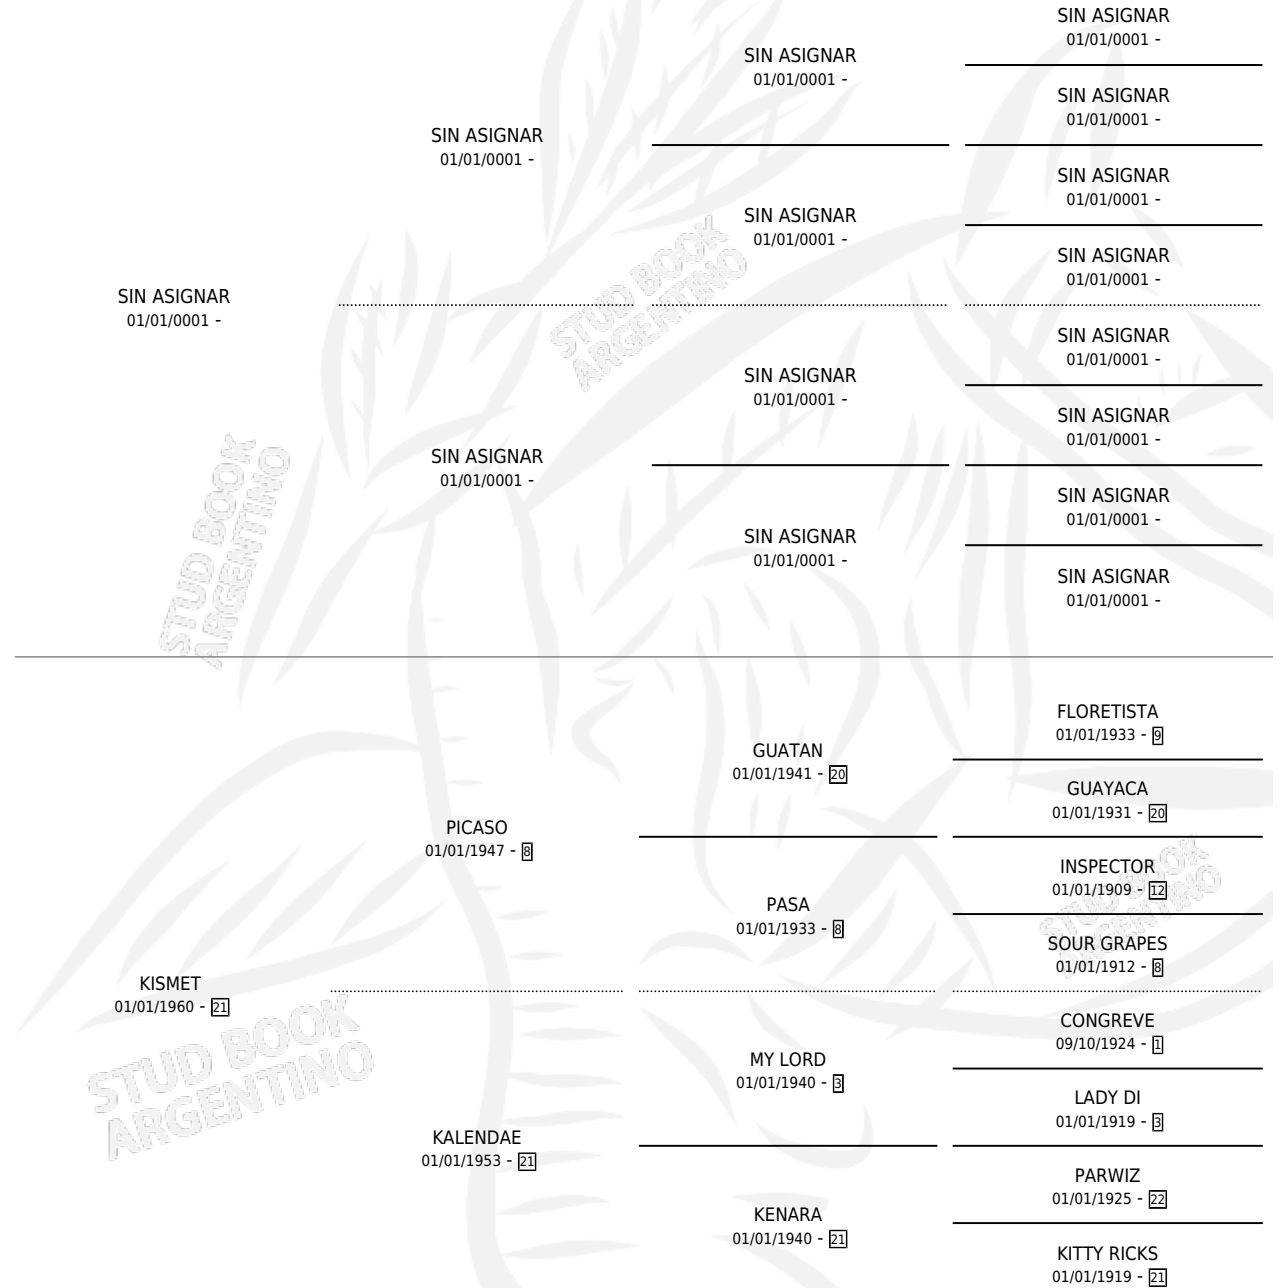 SIN ASIGNAR
01/01/0001 -
SIN ASIGNAR
01/01/0001 -
SIN ASIGNAR
01/01/0001 -
SIN ASIGNAR
01/01/0001 -
SIN ASIGNAR
01/01/0001 -
SIN ASIGNAR
01/01/0001 -
SIN ASIGNAR
01/01/0001 -
SIN ASIGNAR
01/01/0001 -
SIN ASIGNAR
01/01/0001 -
SIN ASIGNAR
01/01/0001 -
SIN ASIGNAR
01/01/0001 -
SIN ASIGNAR
01/01/0001 -
SIN ASIGNAR
01/01/0001 -
SIN ASIGNAR
01/01/0001 -
SIN ASIGNAR
01/01/0001 -
STUD BOOK
ARGENTINO
STUD BOOK
ARGENTINO
FLORETISTA
01/01/1933 - 9
GUATAN
01/01/1941 - 20
GUAYACA
01/01/1931 - 20
PICASO
01/01/1947 - 8
INSPECTOR
01/01/1909 - 12
PASA
01/01/1933 - 8
SOUR GRAPES
01/01/1912 - 8
STUD BOOK
ARGENTINO
KISMET
01/01/1960 - 21
CONGREVE
09/10/1924 - 1
MY LORD
01/01/1940 - 3
LADY DI
01/01/1919 - 3
STUD BOOK
ARGENTINO
KALENDAE
01/01/1953 - 21
PARWIZ
01/01/1925 - 22
KENARA
01/01/1940 - 21
KITTY RICKS
01/01/1919 - 21